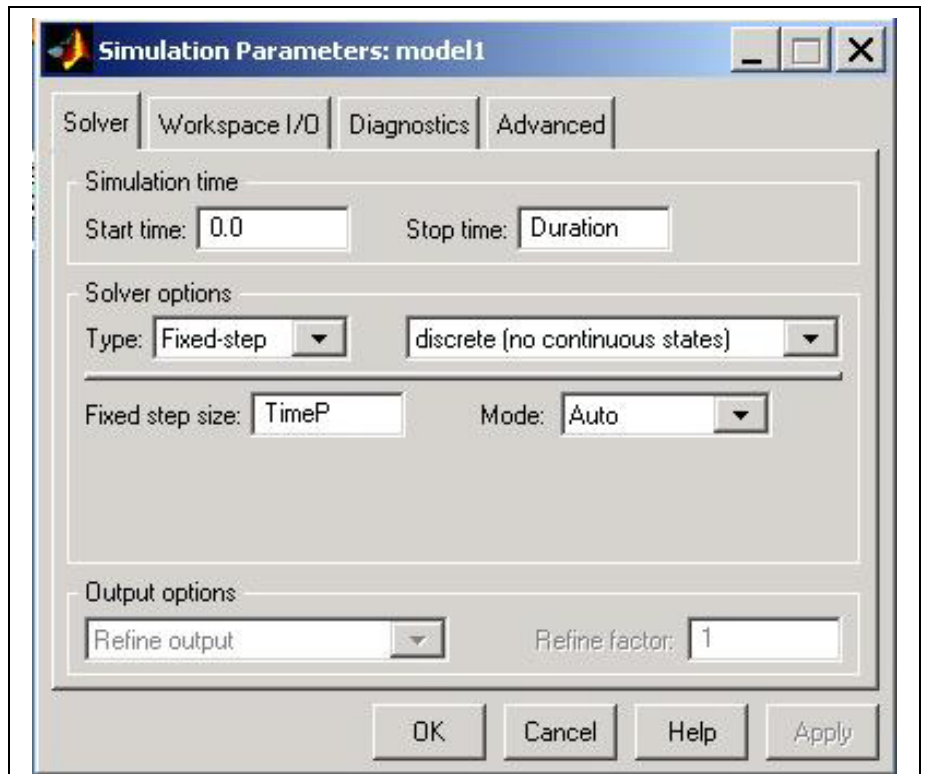 Simulation Parameters: model1
Solver Workspace I/O Diagnostics Advanced
Simulation time
Start time: 0.0 Stop time: Duration
Solver options
Type: Fixed-step discrete (no continuous states)
Fixed step size: TimeP Mode: Auto
Output options
Refine output Refine factor: 1
OK Cancel Help Apply